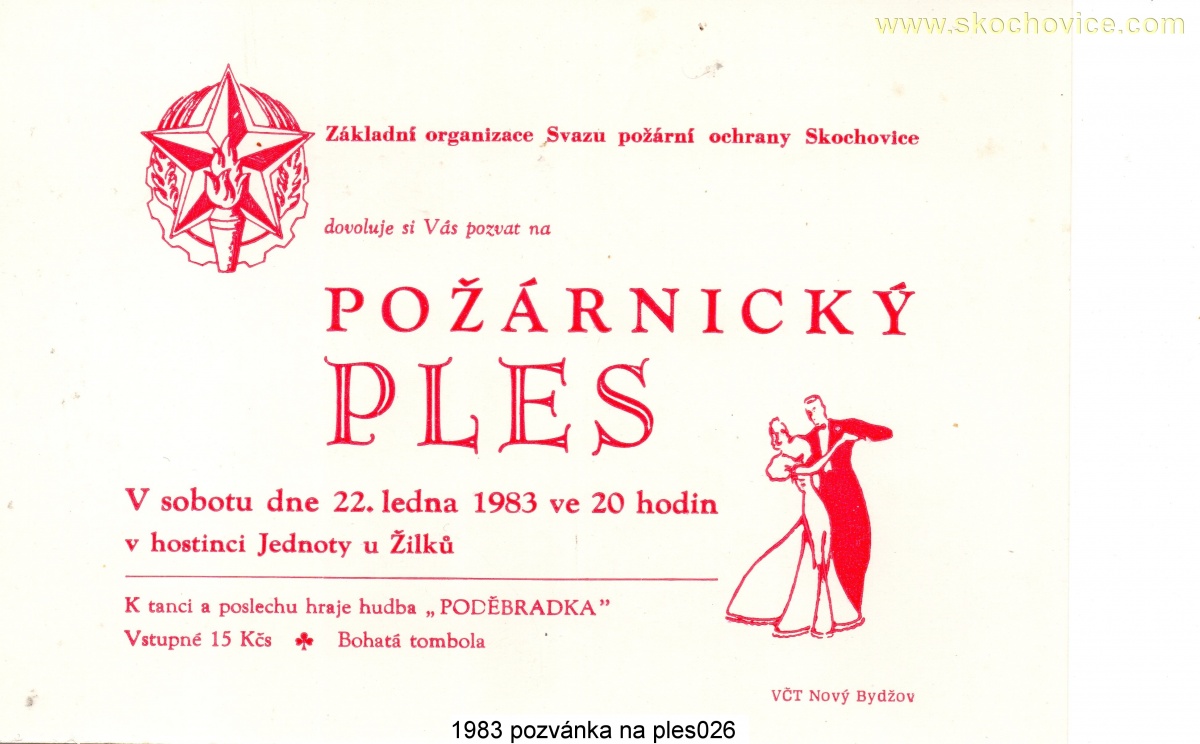 www.skochovice.com
Základní organizace Svazu požární ochrany Skochovice
dovoluje si Vás pozvat na
POŽÁRNICKÝ
PLES
V sobotu dne 22. ledna 1983 ve 20 hodin
v hostinci Jednoty u Žilků
K tanci a poslechu hraje hudba „PODĚBRADKA”
Vstupné 15 Kčs ♣ Bohatá tombola
VČT Nový Bydžov
1983 pozvánka na ples026